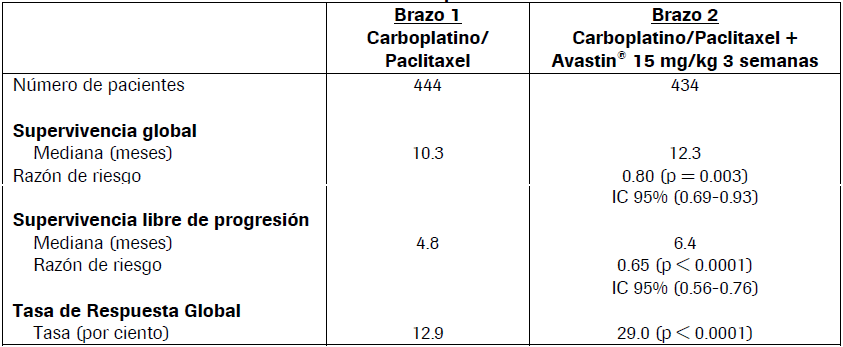 Brazo 1 Brazo 2
Carboplatino/ Carboplatino/Paclitaxel +
Paclitaxel Avastin® 15 mg/kg 3 semanas
Número de pacientes 444 434
Supervivencia global
Mediana (meses) 10.3 12.3
Razón de riesgo 0.80 (p = 0.003)
IC 95% (0.69-0.93)
Supervivencia libre de progresión
Mediana (meses) 4.8 6.4
Razón de riesgo 0.65 (p < 0.0001)
IC 95% (0.56-0.76)
Tasa de Respuesta Global
Tasa (por ciento) 12.9 29.0 (p < 0.0001)